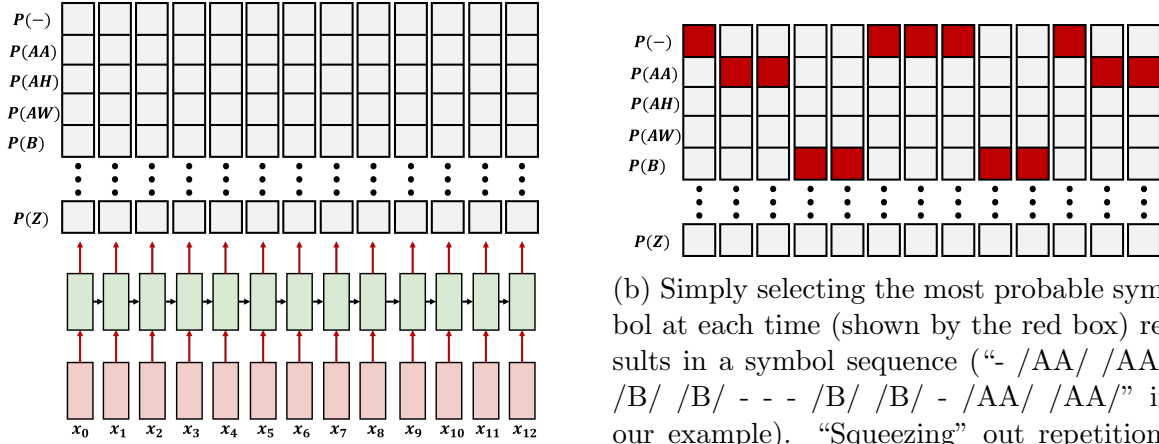 P(−)
P(AA)
P(AH)
P(AW)
P(B)
P(Z)
x0 x1 x2 x3 x4 x5 x6 x7 x8 x9 x10 x11 x12
P(−)
P(AA)
P(AH)
P(AW)
P(B)
P(Z)
(b) Simply selecting the most probable sym
bol at each time (shown by the red box) re
sults in a symbol sequence (“- /AA/ /AA
/B/ /B/ - - - /B/ /B/ - /AA/ /AA/” i
our example). “Squeezing” out repetition